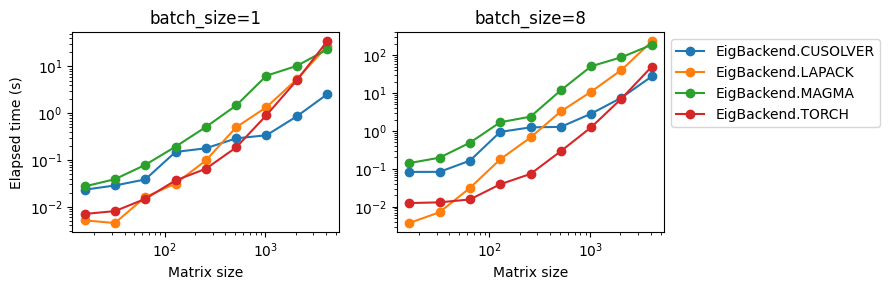 batch_size=1
Elapsed time (s)
10¹
10⁰
10⁻¹
10⁻²
10²
10³
Matrix size
batch_size=8
10²
10¹
10⁰
10⁻¹
10⁻²
10²
10³
Matrix size
EigBackend.CUSOLVER
EigBackend.LAPACK
EigBackend.MAGMA
EigBackend.TORCH